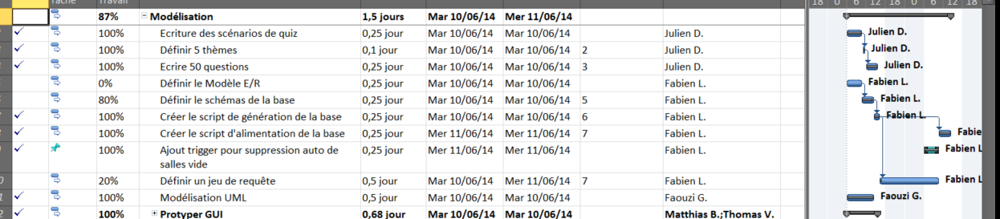 Tâche Travail 18 0 6 12 18 0 6 12 18
87% Modélisation 1,5 jours Mar 10/06/14 Mer 11/06/14
100% Ecriture des scénarios de quiz 0,25 jour Mar 10/06/14 Mar 10/06/14 Julien D. Julien D.
100% Définir 5 thèmes 0,1 jour Mar 10/06/14 Mar 10/06/14 2 Julien D. Julien D.
100% Ecrire 50 questions 0,25 jour Mar 10/06/14 Mar 10/06/14 3 Julien D. Julien D.
0% Définir le Modèle E/R 0,25 jour Mar 10/06/14 Mar 10/06/14 Fabien L. Fabien L.
80% Définir le schémas de la base 0,25 jour Mar 10/06/14 Mar 10/06/14 5 Fabien L. Fabien L.
100% Créer le script de génération de la base 0,25 jour Mar 10/06/14 Mar 10/06/14 6 Fabien L. Fabien L.
100% Créer le script d'alimentation de la base 0,25 jour Mer 11/06/14 Mer 11/06/14 7 Fabien L. Fabie
100% Ajout trigger pour suppression auto de 0,25 jour Mer 11/06/14 Mer 11/06/14 Fabien L. Fabien L
salles vide
0 20% Définir un jeu de requête 0,5 jour Mar 10/06/14 Mer 11/06/14 7 Fabien L. Fabien L
1 100% Modélisation UML 0,5 jour Mar 10/06/14 Mar 10/06/14 Faouzi G. Faouzi G.
2 100% Protyper GUI 0,68 jour Mar 10/06/14 Mar 10/06/14 Matthias B.;Thomas V.